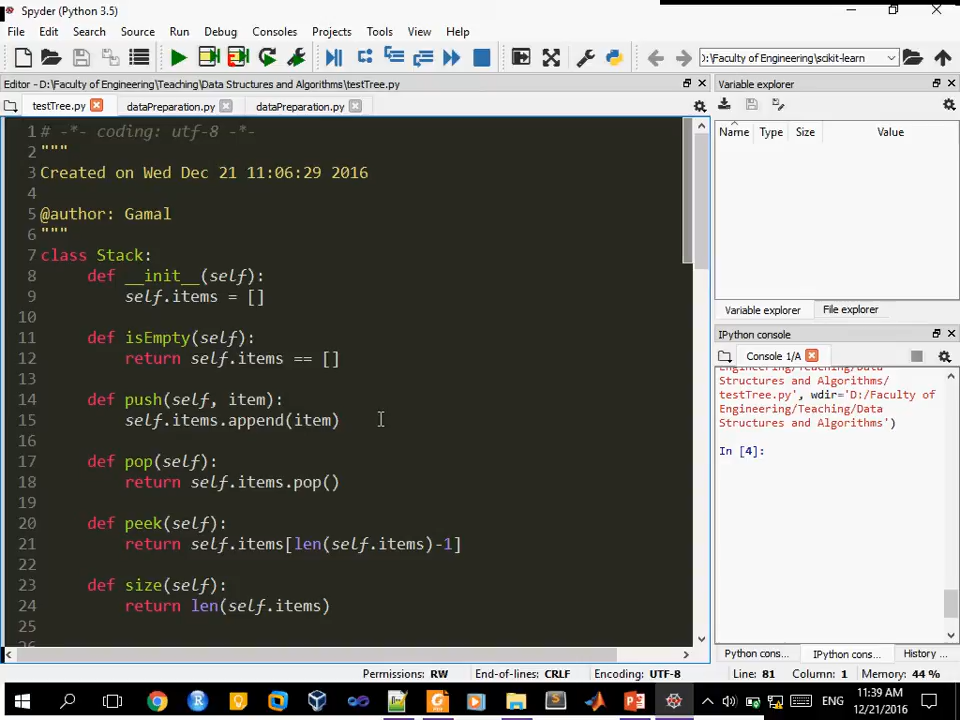 Spyder (Python 3.5)
File Edit Search Source Run Debug Consoles Projects Tools View Help
):\Faculty of Engineering\scikit-learn
Editor - D:\Faculty of Engineering\Teaching\Data Structures and Algorithms\testTree.py
Variable explorer
testTree.py dataPreparation.py dataPreparation.py
Name Type Size Value
1 # -*- coding: utf-8 -*-
2 """
3 Created on Wed Dec 21 11:06:29 2016
4
5 @author: Gamal
6 """
7 class Stack:
8 def __init__(self):
9 self.items = []
10
11 def isEmpty(self):
12 return self.items == []
13
14 def push(self, item):
15 self.items.append(item)
16
17 def pop(self):
18 return self.items.pop()
19
20 def peek(self):
21 return self.items[len(self.items)-1]
22
23 def size(self):
24 return len(self.items)
25
Variable explorer File explorer
IPython console
Console 1/A
Engineering/Teaching/Data
Structures and Algorithms/
testTree.py', wdir='D:/Faculty of
Engineering/Teaching/Data
Structures and Algorithms')
In [4]:
Python cons... IPython cons... History ...
Permissions: RW End-of-lines: CRLF Encoding: UTF-8 Line: 81 Column: 1 Memory: 44 %
ENG 11:39 AM
12/21/2016